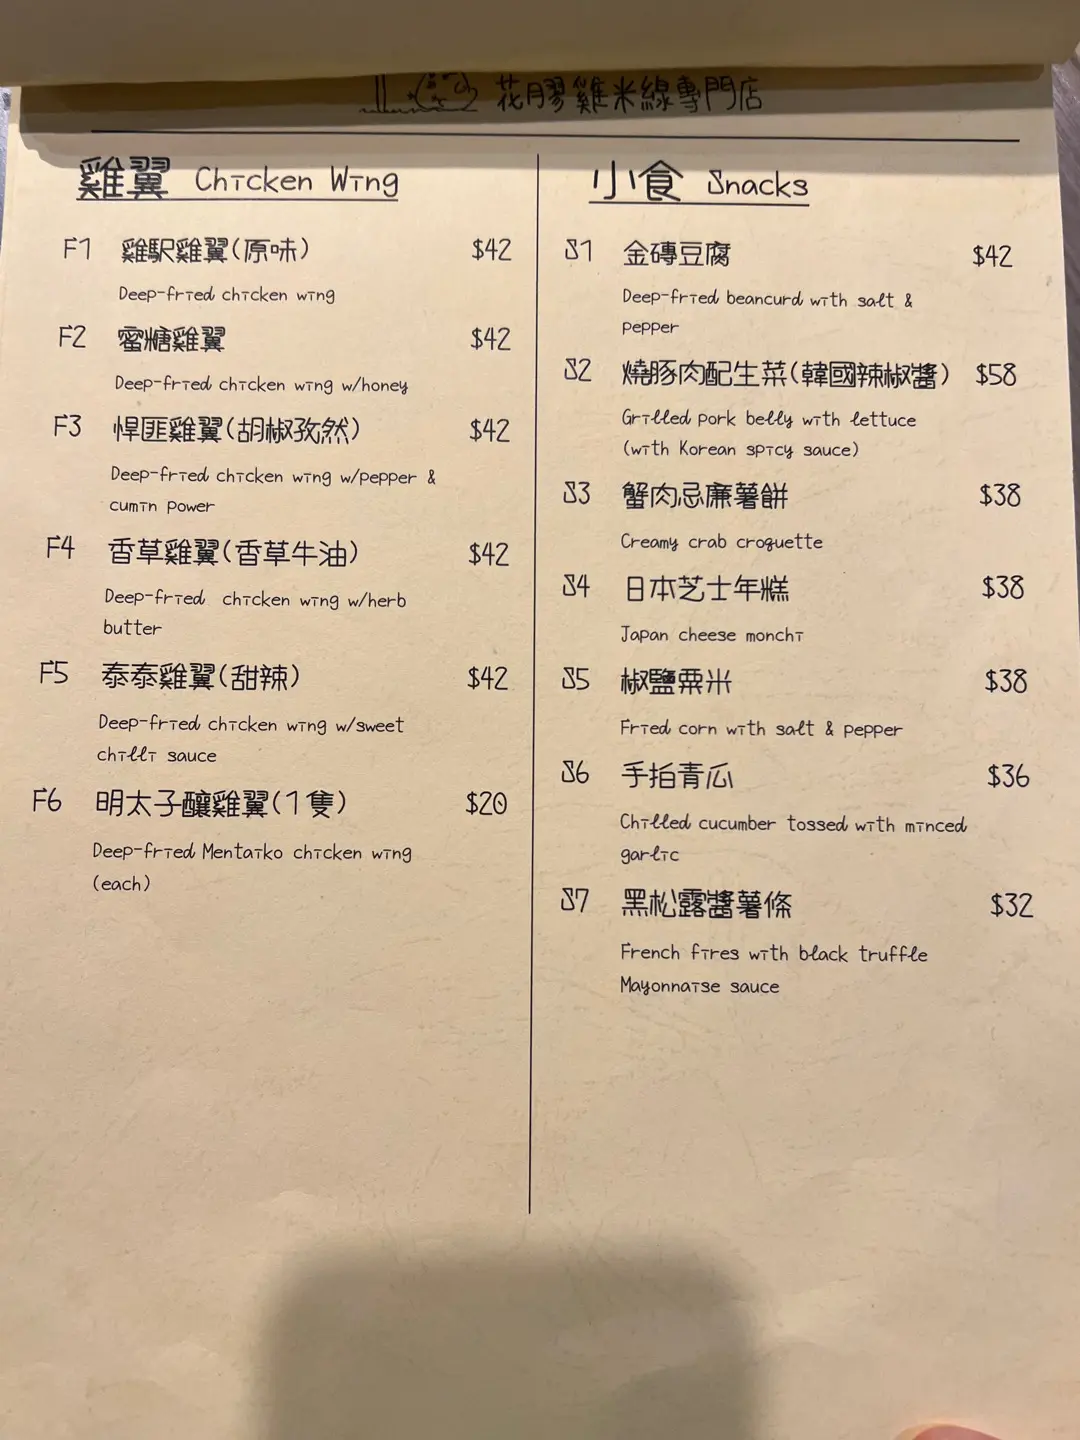 花膠雞米線專門店
雞翼 Chicken Wing
F1 雞駅雞翼(原味) $42
Deep-fried chicken wing
F2 蜜糖雞翼 $42
Deep-fried chicken wing w/honey
F3 悍匪雞翼(胡椒孜然) $42
Deep-fried chicken wing w/pepper &
cumin power
F4 香草雞翼(香草牛油) $42
Deep-fried chicken wing w/herb
butter
F5 泰泰雞翼(甜辣) $42
Deep-fried chicken wing w/sweet
chilli sauce
F6 明太子釀雞翼(1隻) $20
Deep-fried Mentaiko chicken wing
(each)
小食 Snacks
S1 金磚豆腐 $42
Deep-fried beancurd with salt &
pepper
S2 燒豚肉配生菜(韓國辣椒醬) $58
Grilled pork belly with lettuce
(with Korean spicy sauce)
S3 蟹肉忌廉薯餅 $38
Creamy crab croquette
S4 日本芝士年糕 $38
Japan cheese monchi
S5 椒鹽粟米 $38
Fried corn with salt & pepper
S6 手拍青瓜 $36
Chilled cucumber tossed with minced
garlic
S7 黑松露醬薯條 $32
French fires with black truffle
Mayonnaise sauce